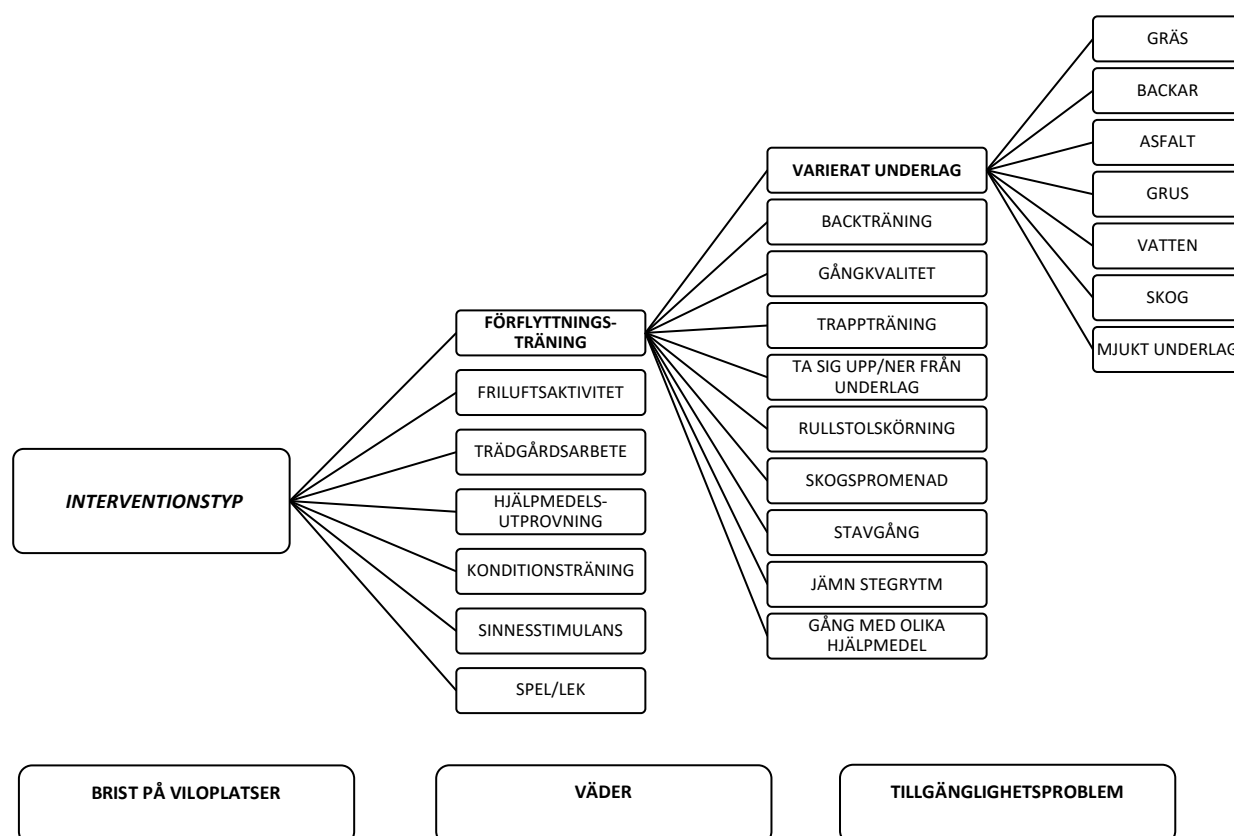 INTERVENTIONSTYP
FÖRFLYTTNINGS-
TRÄNING
FRILUFTSAKTIVITET
TRÄDGÅRDSARBETE
HJÄLPMEDELS-
UTPROVNING
KONDITIONSTRÄNING
SINNESSTIMULANS
SPEL/LEK
VARIERAT UNDERLAG
BACKTRÄNING
GÅNGKVALITET
TRAPPTRÄNING
TA SIG UPP/NER FRÅN
UNDERLAG
RULLSTOLSKÖRNING
SKOGSPROMENAD
STAVGÅNG
JÄMN STEGRYTM
GÅNG MED OLIKA
HJÄLPMEDEL
GRÄS
BACKAR
ASFALT
GRUS
VATTEN
SKOG
MJUKT UNDERLAG
BRIST PÅ VILOPLATSER
VÄDER
TILLGÄNGLIGHETSPROBLEM